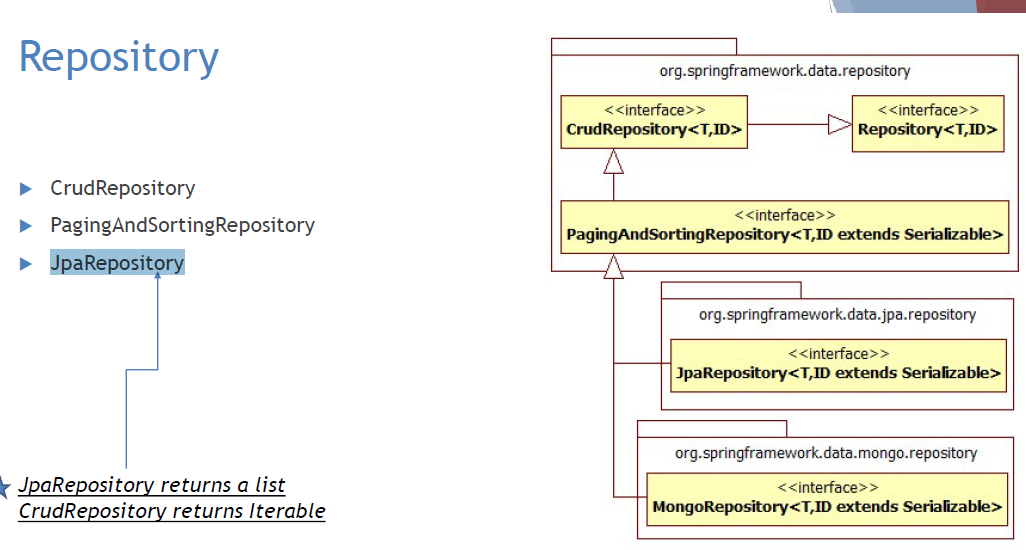 Repository
CrudRepository
PagingAndSortingRepository
JpaRepository
JpaRepository returns a list
CrudRepository returns Iterable
org.springframework.data.repository
<<interface>>
CrudRepository<T,ID>
<<interface>>
Repository<T,ID>
<<interface>>
PagingAndSortingRepository<T,ID extends Serializable>
org.springframework.data.jpa.repository
<<interface>>
JpaRepository<T,ID extends Serializable>
org.springframework.data.mongo.repository
<<interface>>
MongoRepository<T,ID extends Serializable>